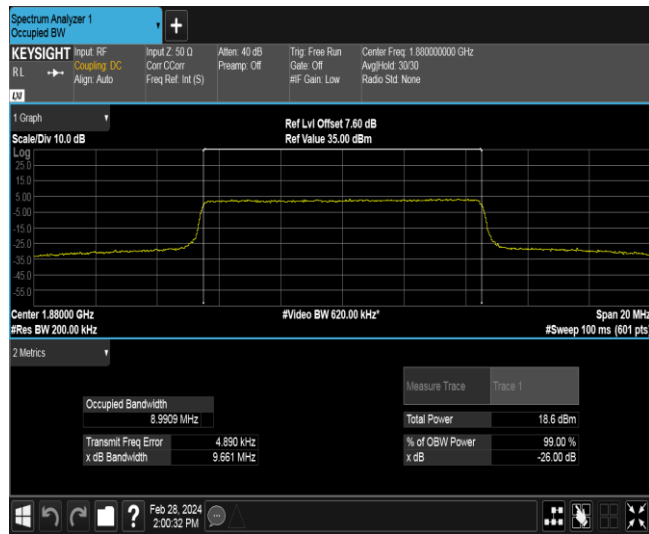 Spectrum Analyzer 1
Occupied BW
+
KEYSIGHT
RL
LXI
Input: RF
Coupling: DC
Align: Auto
Input Z: 50 Ω
Corr CCorr
Freq Ref: Int (S)
Atten: 40 dB
Preamp: Off
Trig: Free Run
Gate: Off
#IF Gain: Low
Center Freq: 1.880000000 GHz
Avg|Hold: 30/30
Radio Std: None
1 Graph
Scale/Div 10.0 dB
Ref Lvl Offset 7.60 dB
Ref Value 35.00 dBm
Log
25.0
15.0
5.00
-5.00
-15.0
-25.0
-35.0
-45.0
-55.0
Center 1.88000 GHz
#Res BW 200.00 kHz
#Video BW 620.00 kHz*
Span 20 MHz
#Sweep 100 ms (601 pts)
2 Metrics
Measure Trace Trace 1
Occupied Bandwidth
8.9909 MHz
Total Power 18.6 dBm
Transmit Freq Error 4.890 kHz
% of OBW Power 99.00 %
x dB Bandwidth 9.661 MHz
x dB -26.00 dB
?
Feb 28, 2024
2:00:32 PM